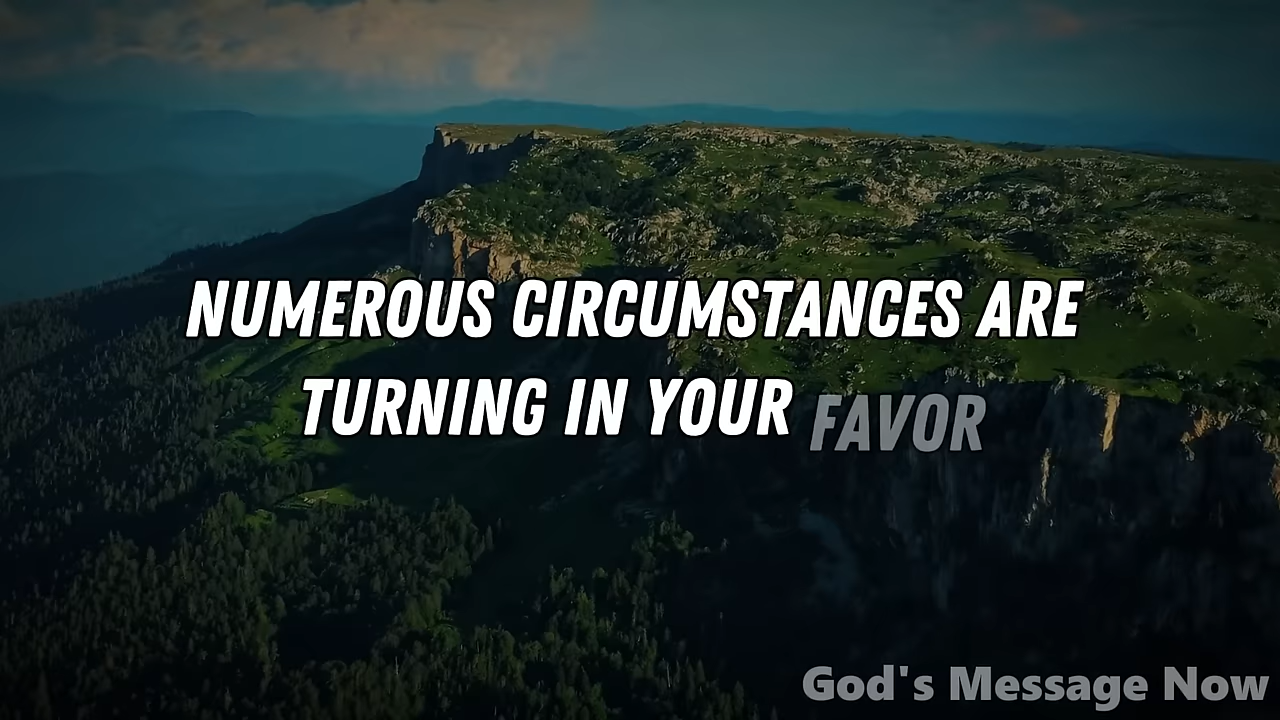 NUMEROUS CIRCUMSTANCES ARE
TURNING IN YOUR FAVOR
God's Message Now